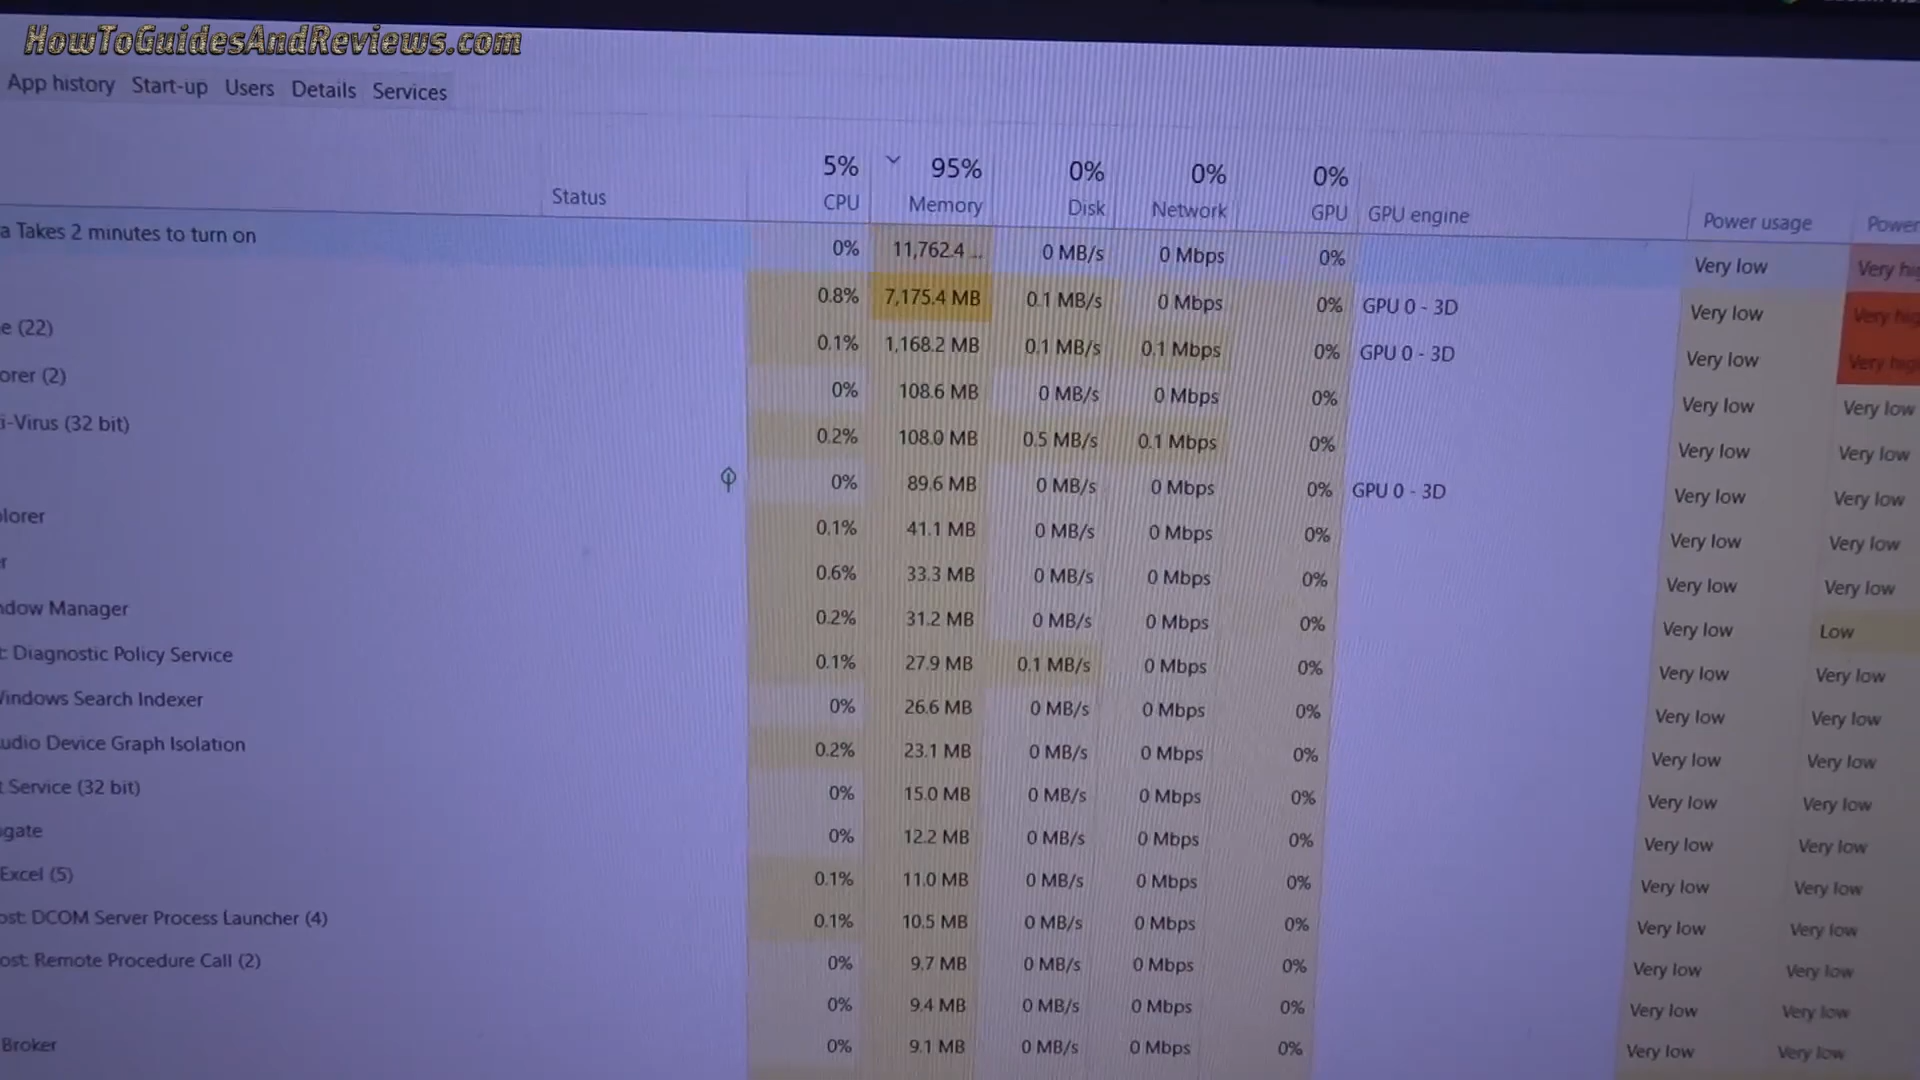 HowToGuidesAndReviews.com
App history Start-up Users Details Services
5% 95% 0% 0% 0%
Status CPU Memory Disk Network GPU GPU engine Power usage Power
a Takes 2 minutes to turn on 0% 11,762.4 ... 0 MB/s 0 Mbps 0% Very low Very hig
0.8% 7,175.4 MB 0.1 MB/s 0 Mbps 0% GPU 0 - 3D Very low Very hig
e (22) 0.1% 1,168.2 MB 0.1 MB/s 0.1 Mbps 0% GPU 0 - 3D Very low Very hig
orer (2) 0% 108.6 MB 0 MB/s 0 Mbps 0% Very low Very low
i-Virus (32 bit) 0.2% 108.0 MB 0.5 MB/s 0.1 Mbps 0% Very low Very low
0% 89.6 MB 0 MB/s 0 Mbps 0% GPU 0 - 3D Very low Very low
plorer 0.1% 41.1 MB 0 MB/s 0 Mbps 0% Very low Very low
r 0.6% 33.3 MB 0 MB/s 0 Mbps 0% Very low Very low
ndow Manager 0.2% 31.2 MB 0 MB/s 0 Mbps 0% Very low Low
t: Diagnostic Policy Service 0.1% 27.9 MB 0.1 MB/s 0 Mbps 0% Very low Very low
Windows Search Indexer 0% 26.6 MB 0 MB/s 0 Mbps 0% Very low Very low
udio Device Graph Isolation 0.2% 23.1 MB 0 MB/s 0 Mbps 0% Very low Very low
t Service (32 bit) 0% 15.0 MB 0 MB/s 0 Mbps 0% Very low Very low
ogate 0% 12.2 MB 0 MB/s 0 Mbps 0% Very low Very low
Excel (5) 0.1% 11.0 MB 0 MB/s 0 Mbps 0% Very low Very low
ost: DCOM Server Process Launcher (4) 0.1% 10.5 MB 0 MB/s 0 Mbps 0% Very low Very low
ost: Remote Procedure Call (2) 0% 9.7 MB 0 MB/s 0 Mbps 0% Very low Very low
0% 9.4 MB 0 MB/s 0 Mbps 0% Very low Very low
Broker 0% 9.1 MB 0 MB/s 0 Mbps 0% Very low Very low